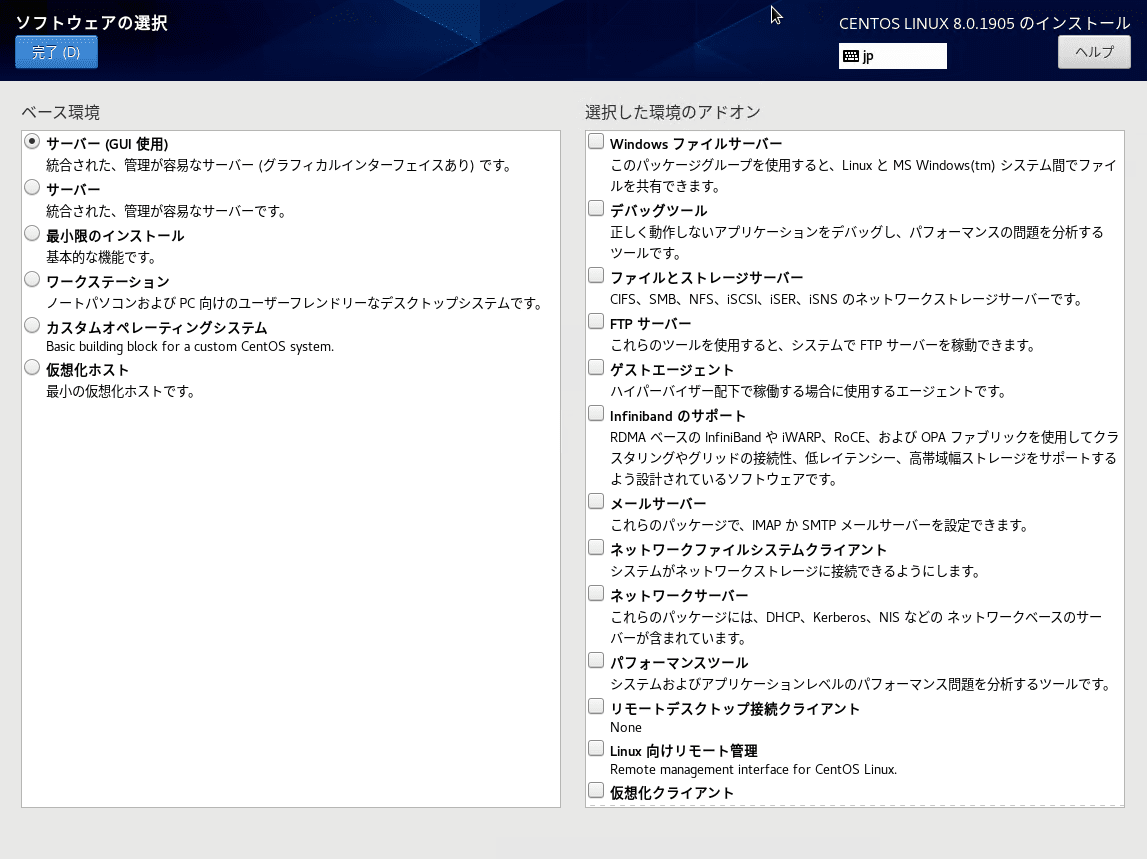 ソフトウェアの選択
完了 (D)
CENTOS LINUX 8.0.1905 のインストール
jp
ヘルプ
ベース環境
サーバー (GUI 使用)
統合された、管理が容易なサーバー (グラフィカルインターフェイスあり) です。
サーバー
統合された、管理が容易なサーバーです。
最小限のインストール
基本的な機能です。
ワークステーション
ノートパソコンおよび PC 向けのユーザーフレンドリーなデスクトップシステムです。
カスタムオペレーティングシステム
Basic building block for a custom CentOS system.
仮想化ホスト
最小の仮想化ホストです。
選択した環境のアドオン
Windows ファイルサーバー
このパッケージグループを使用すると、Linux と MS Windows(tm) システム間でファイ
ルを共有できます。
デバッグツール
正しく動作しないアプリケーションをデバッグし、パフォーマンスの問題を分析する
ツールです。
ファイルとストレージサーバー
CIFS、SMB、NFS、iSCSI、iSER、iSNS のネットワークストレージサーバーです。
FTP サーバー
これらのツールを使用すると、システムで FTP サーバーを稼動できます。
ゲストエージェント
ハイパーバイザー配下で稼働する場合に使用するエージェントです。
Infiniband のサポート
RDMA ベースの InfiniBand や iWARP、RoCE、および OPA ファブリックを使用してクラ
スタリングやグリッドの接続性、低レイテンシー、高帯域幅ストレージをサポートする
よう設計されているソフトウェアです。
メールサーバー
これらのパッケージで、IMAP か SMTP メールサーバーを設定できます。
ネットワークファイルシステムクライアント
システムがネットワークストレージに接続できるようにします。
ネットワークサーバー
これらのパッケージには、DHCP、Kerberos、NIS などの ネットワークベースのサー
バーが含まれています。
パフォーマンスツール
システムおよびアプリケーションレベルのパフォーマンス問題を分析するツールです。
リモートデスクトップ接続クライアント
None
Linux 向けリモート管理
Remote management interface for CentOS Linux.
仮想化クライアント